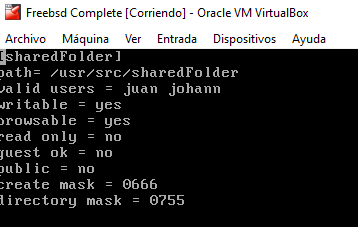 Freebsd Complete [Corriendo] - Oracle VM VirtualBox
Archivo Máquina Ver Entrada Dispositivos Ayuda
[sharedFolder]
path= /usr/src/sharedFolder
valid users = juan johann
writable = yes
browsable = yes
read only = no
guest ok = no
public = no
create mask = 0666
directory mask = 0755